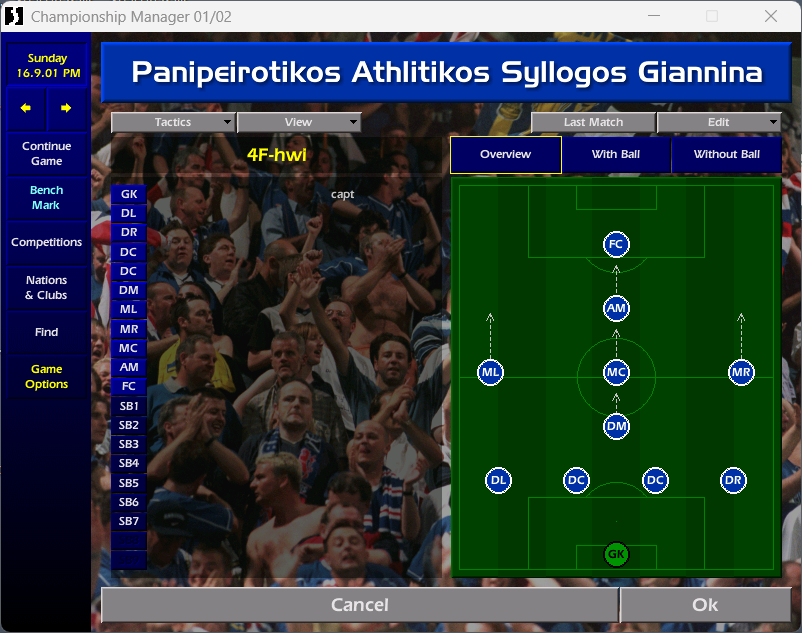 Championship Manager 01/02
Sunday
16.9.01 PM
Panipeirotikos Athlitikos Syllogos Giannina
Continue
Game
Bench
Mark
Competitions
Nations
& Clubs
Find
Game
Options
Tactics
View
Last Match
Edit
4F-hwi
Overview
With Ball
Without Ball
GK
capt
DL
DR
DC
DC
DM
ML
MR
MC
AM
FC
SB1
SB2
SB3
SB4
SB5
SB6
SB7
FC
AM
ML
MC
MR
DM
DL
DC
DC
DR
GK
Cancel
Ok